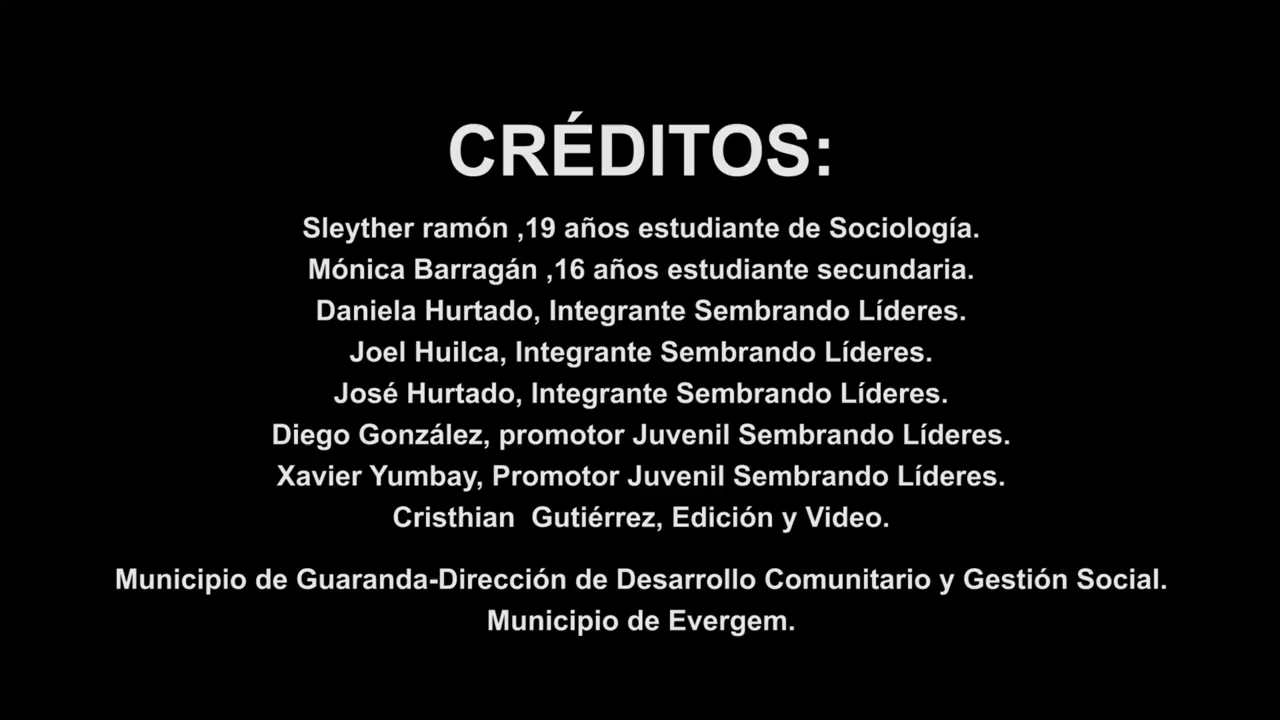 CRÉDITOS:
Sleyther ramón ,19 años estudiante de Sociología.
Mónica Barragán ,16 años estudiante secundaria.
Daniela Hurtado, Integrante Sembrando Líderes.
Joel Huilca, Integrante Sembrando Líderes.
José Hurtado, Integrante Sembrando Líderes.
Diego González, promotor Juvenil Sembrando Líderes.
Xavier Yumbay, Promotor Juvenil Sembrando Líderes.
Cristhian  Gutiérrez, Edición y Video.
Municipio de Guaranda-Dirección de Desarrollo Comunitario y Gestión Social.
Municipio de Evergem.